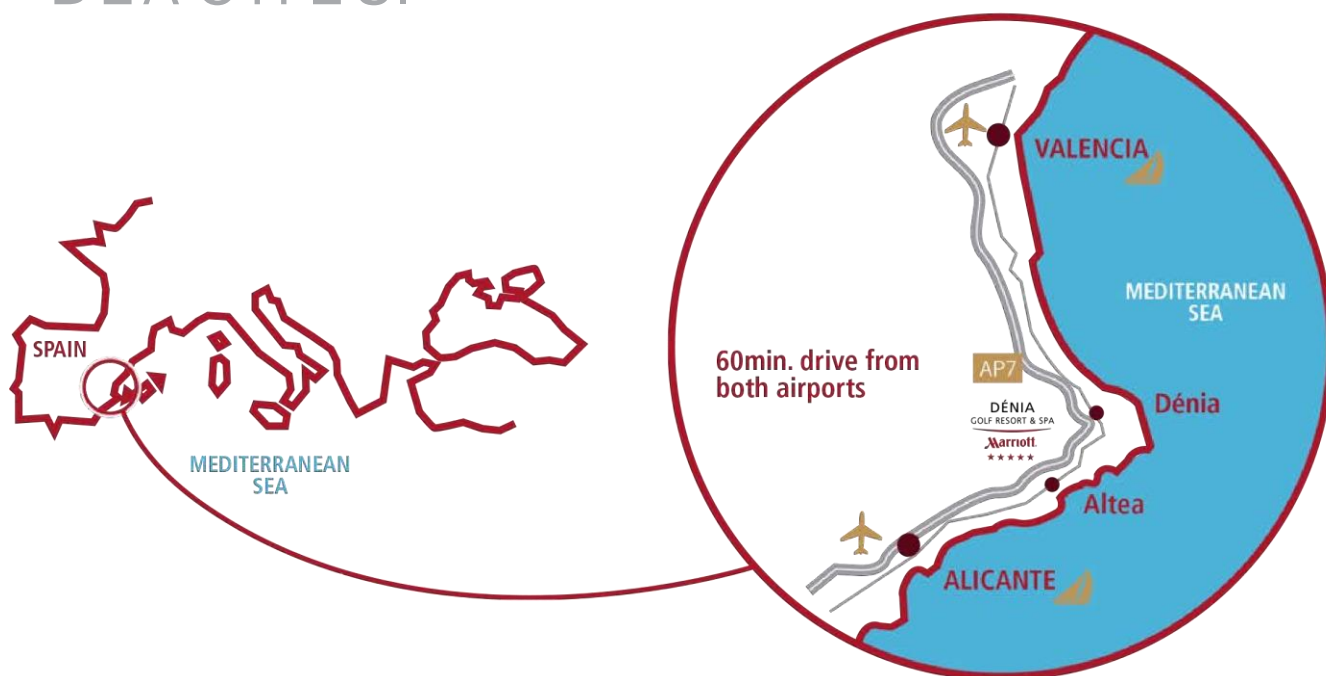 SPAIN
MEDITERRANEAN
SEA
VALENCIA
MEDITERRANEAN
SEA
60min. drive from
both airports
AP7
DÉNIA
GOLF RESORT & SPA
Marriott
Dénia
Altea
ALICANTE